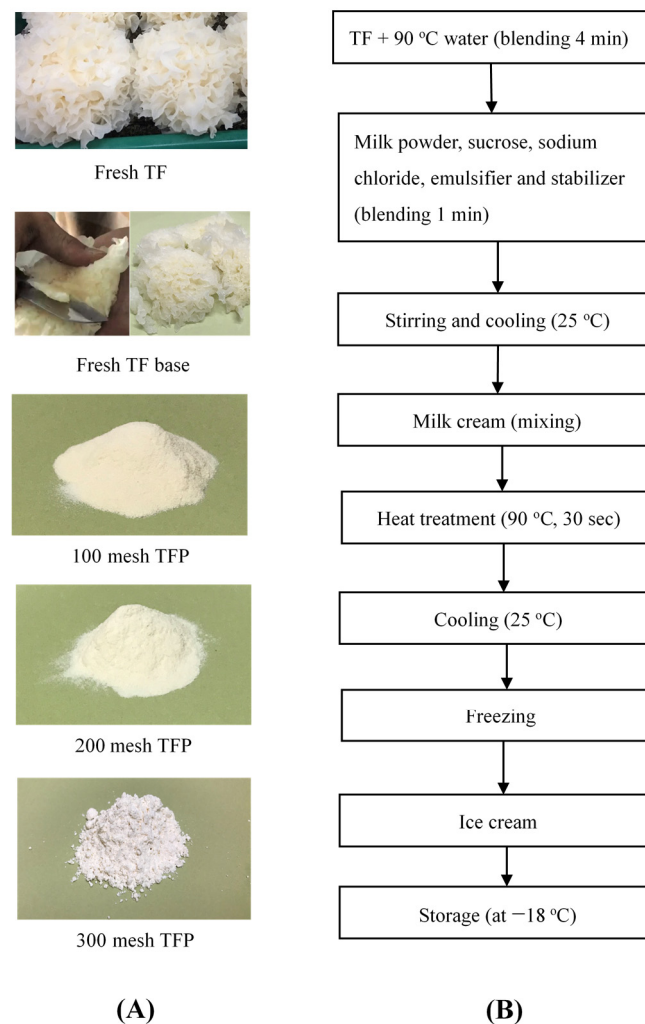 Fresh TF
Fresh TF base
100 mesh TFP
200 mesh TFP
300 mesh TFP
(A)
TF + 90 °C water (blending 4 min)
Milk powder, sucrose, sodium
chloride, emulsifier and stabilizer
(blending 1 min)
Stirring and cooling (25 °C)
Milk cream (mixing)
Heat treatment (90 °C, 30 sec)
Cooling (25 °C)
Freezing
Ice cream
Storage (at −18 °C)
(B)